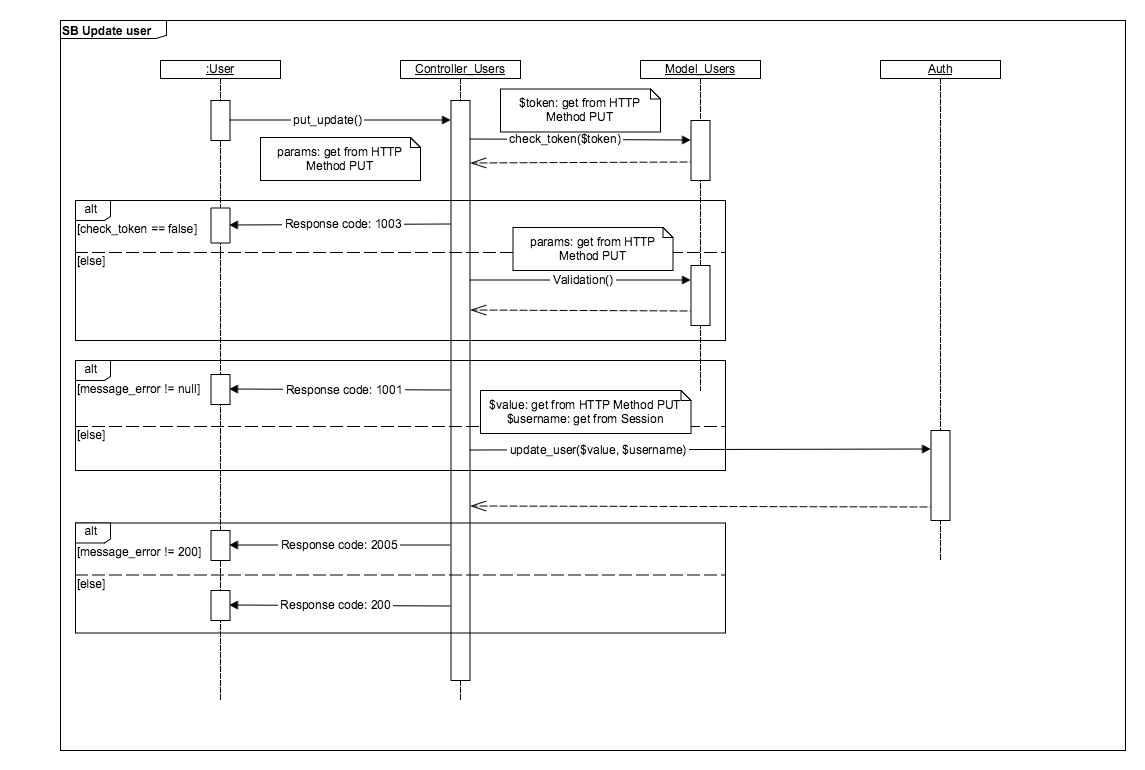 SB Update user
:User
Controller_Users
Model_Users
Auth
$token: get from HTTP
Method PUT
put_update()
check_token($token)
params: get from HTTP
Method PUT
alt
[check_token == false]
Response code: 1003
params: get from HTTP
Method PUT
[else]
Validation()
alt
[message_error != null]
Response code: 1001
$value: get from HTTP Method PUT
$username: get from Session
[else]
update_user($value, $username)
alt
[message_error != 200]
Response code: 2005
[else]
Response code: 200